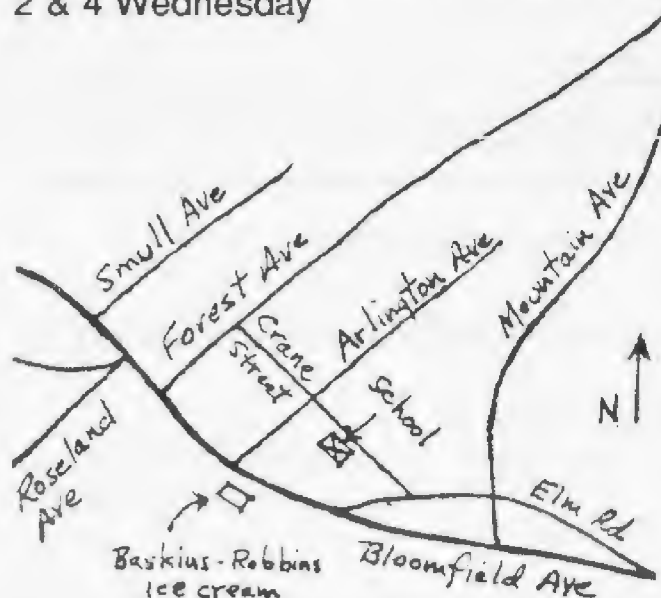 2 & 4 Wednesday
Smull Ave
Forest Ave
Crane
Street
Arlington Ave
Mountain Ave
School
N
Roseland
Ave
Elm Rd
Baskins-Robbins
Ice cream
Bloomfield Ave